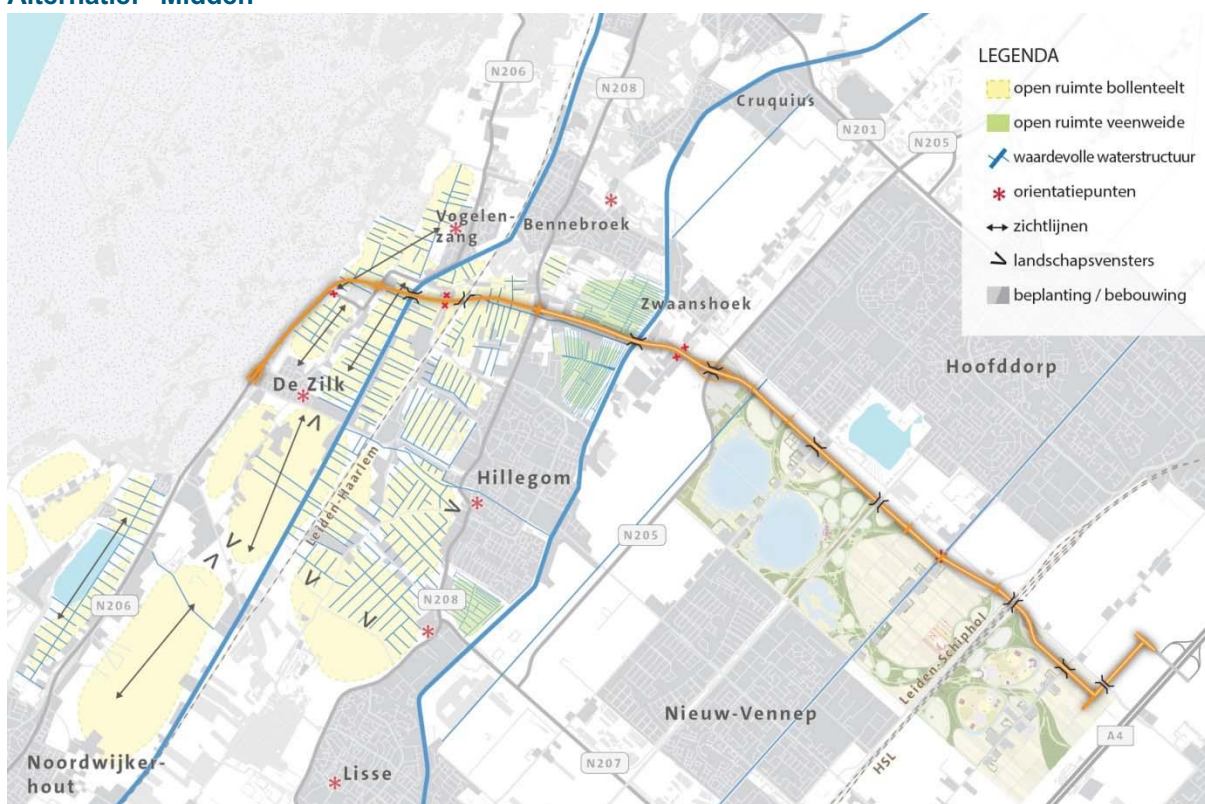 Alternatief "Midden"
LEGENDA
open ruimte bollenteelt
open ruimte veenweide
waardevolle waterstructuur
orientatiepunten
zichtlijnen
landschapsvensters
beplanting / bebouwing
N206
N208
Cruquius
N201
N205
Vogelen-
zang
Bennebroek
Zwaanshoek
Hoofddorp
De Zilk
Leiden-Haarlem
Hillegom
N205
N206
N208
Leiden-Schiphol
Nieuw-Vennep
HSL
A4
Noordwijker-
hout
Lisse
N207